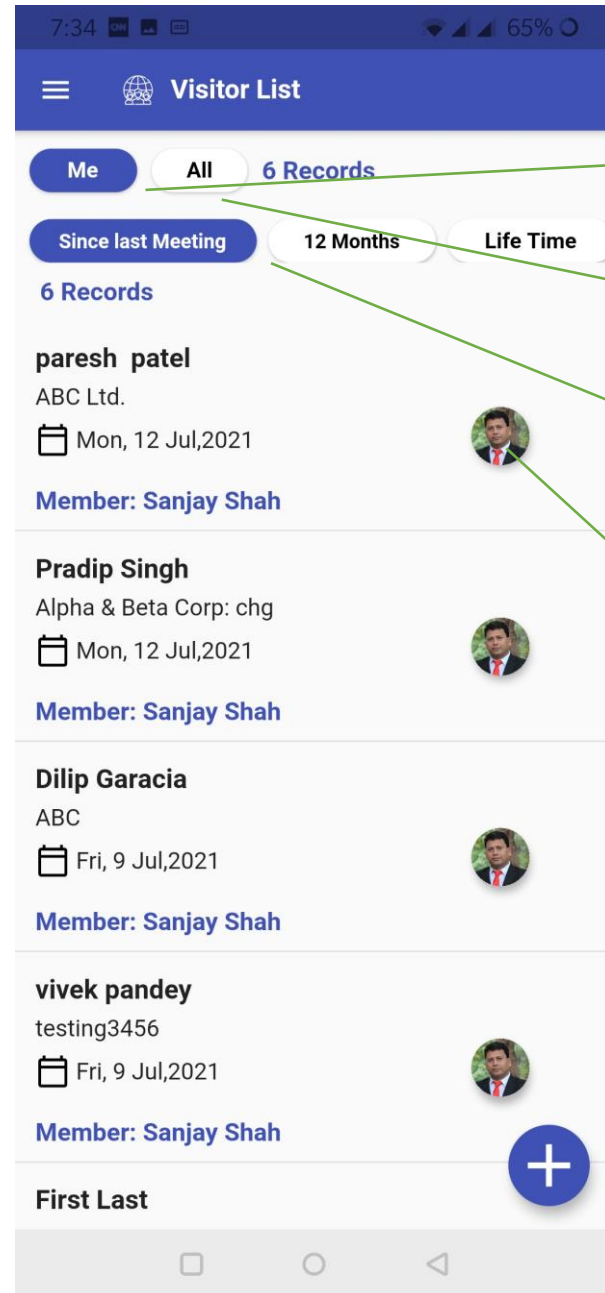 7:34 65%
Visitor List
Me All 6 Records
Since last Meeting 12 Months Life Time
6 Records
paresh patel
ABC Ltd.
Mon, 12 Jul,2021
Member: Sanjay Shah
Pradip Singh
Alpha & Beta Corp: chg
Mon, 12 Jul,2021
Member: Sanjay Shah
Dilip Garacia
ABC
Fri, 9 Jul,2021
Member: Sanjay Shah
vivek pandey
testing3456
Fri, 9 Jul,2021
Member: Sanjay Shah
First Last